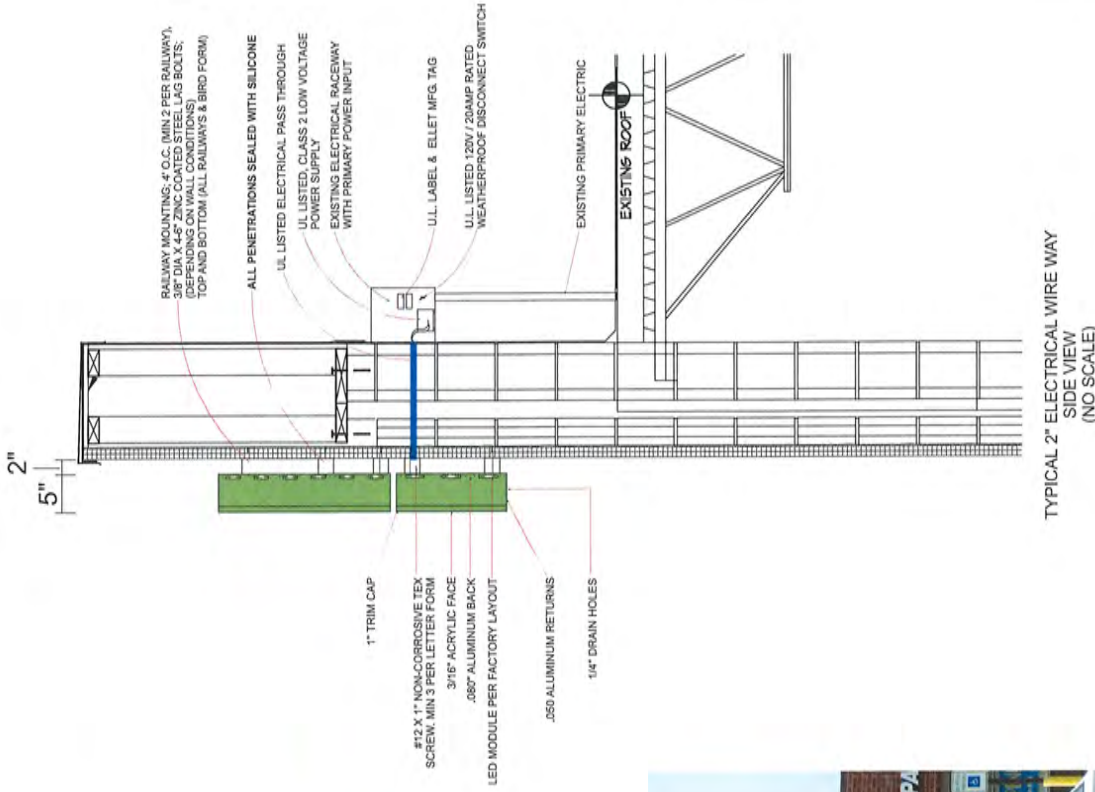 2"
5"
RAILWAY MOUNTING; 4' O.C. (MIN 2 PER RAILWAY),
3/8" DIA X 4-6" ZINC COATED STEEL LAG BOLTS;
(DEPENDING ON WALL CONDITIONS)
TOP AND BOTTOM (ALL RAILWAYS & BIRD FORM)
ALL PENETRATIONS SEALED WITH SILICONE
UL LISTED ELECTRICAL PASS THROUGH
UL LISTED, CLASS 2 LOW VOLTAGE
POWER SUPPLY
EXISTING ELECTRICAL RACEWAY
WITH PRIMARY POWER INPUT
U.L. LABEL & ELLET MFG. TAG
U.L. LISTED 120V / 20AMP RATED
WEATHERPROOF DISCONNECT SWITCH
EXISTING PRIMARY ELECTRIC
EXISTING ROOF
1" TRIM CAP
#12 X 1" NON-CORROSIVE TEX
SCREW. MIN 3 PER LETTER FORM
3/16" ACRYLIC FACE
.080" ALUMINUM BACK
LED MODULE PER FACTORY LAYOUT
.050 ALUMINUM RETURNS
1/4" DRAIN HOLES
TYPICAL 2" ELECTRICAL WIRE WAY
SIDE VIEW
(NO SCALE)
PA